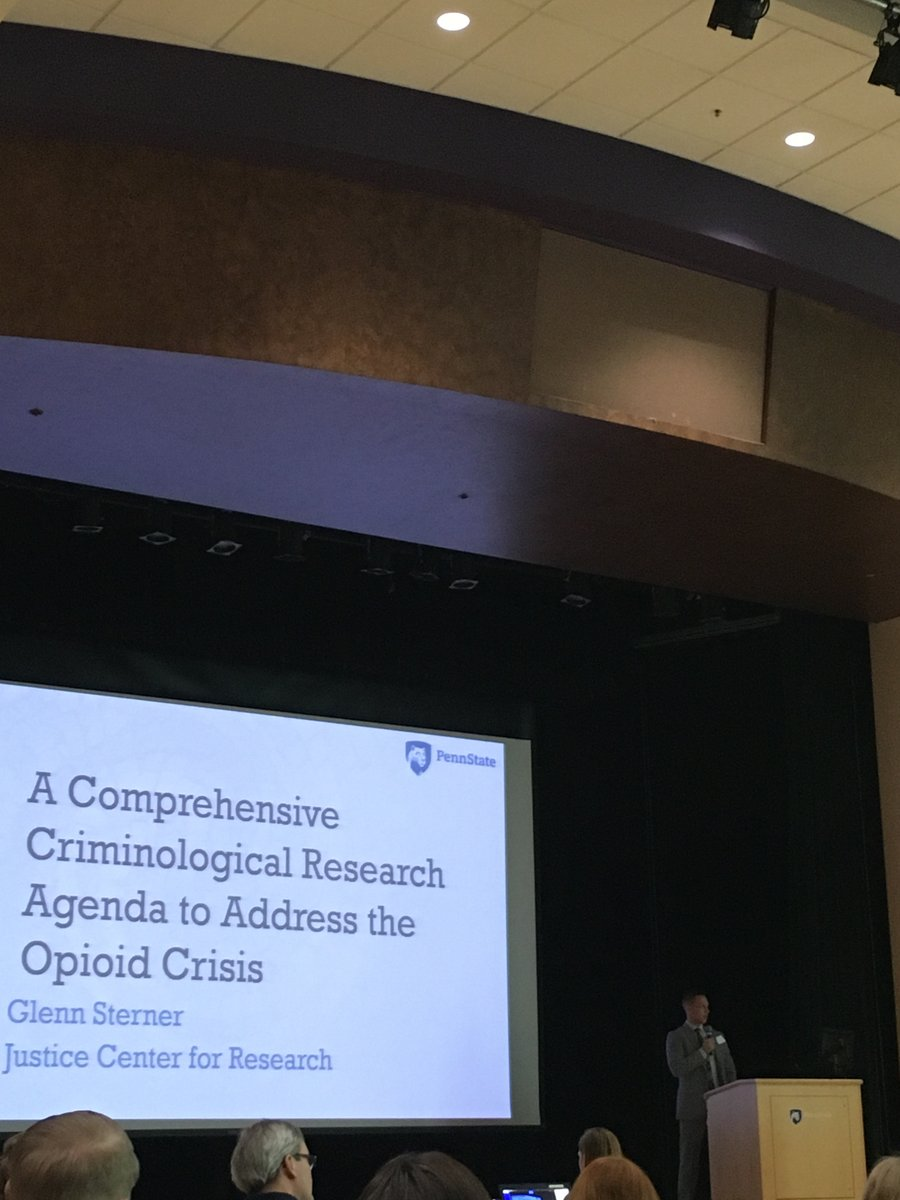 PennState
A Comprehensive
Criminological Research
Agenda to Address the
Opioid Crisis
Glenn Sterner
Justice Center for Research